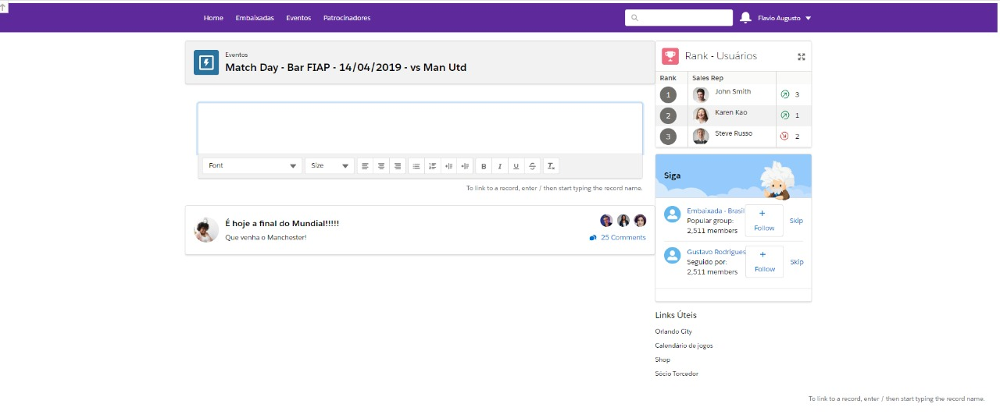 Home Embaixadas Eventos Patrocinadores Flavio Augusto
Eventos
Match Day - Bar FIAP - 14/04/2019 - vs Man Utd
Font Size
To link to a record, enter / then start typing the record name.
É hoje a final do Mundial!!!!!
Que venha o Manchester!
25 Comments
Rank - Usuários
Rank Sales Rep
1 John Smith 3
2 Karen Kao 1
3 Steve Russo 2
Siga
Embaixada - Brasil
Popular group:
2,511 members
+ Follow
Skip
Gustavo Rodrigues
Seguido por:
2,511 members
+ Follow
Skip
Links Úteis
Orlando City
Calendário de jogos
Shop
Sócio Torcedor
To link to a record, enter / then start typing the record name.